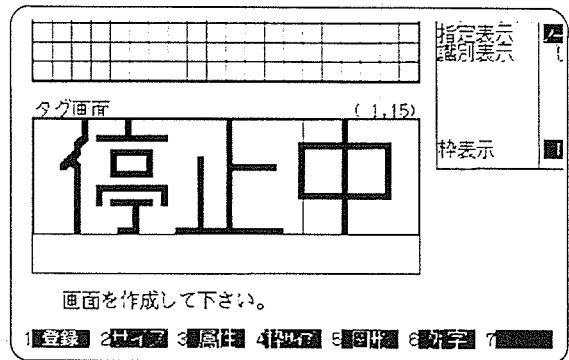 指定表示
識別表示
タグ画面 ( 1,15)
枠表示
停止中
画面を作成して下さい。
1 登録 2 サイズ 3 属性 4 枠サイズ 5 図形 6 外字 7